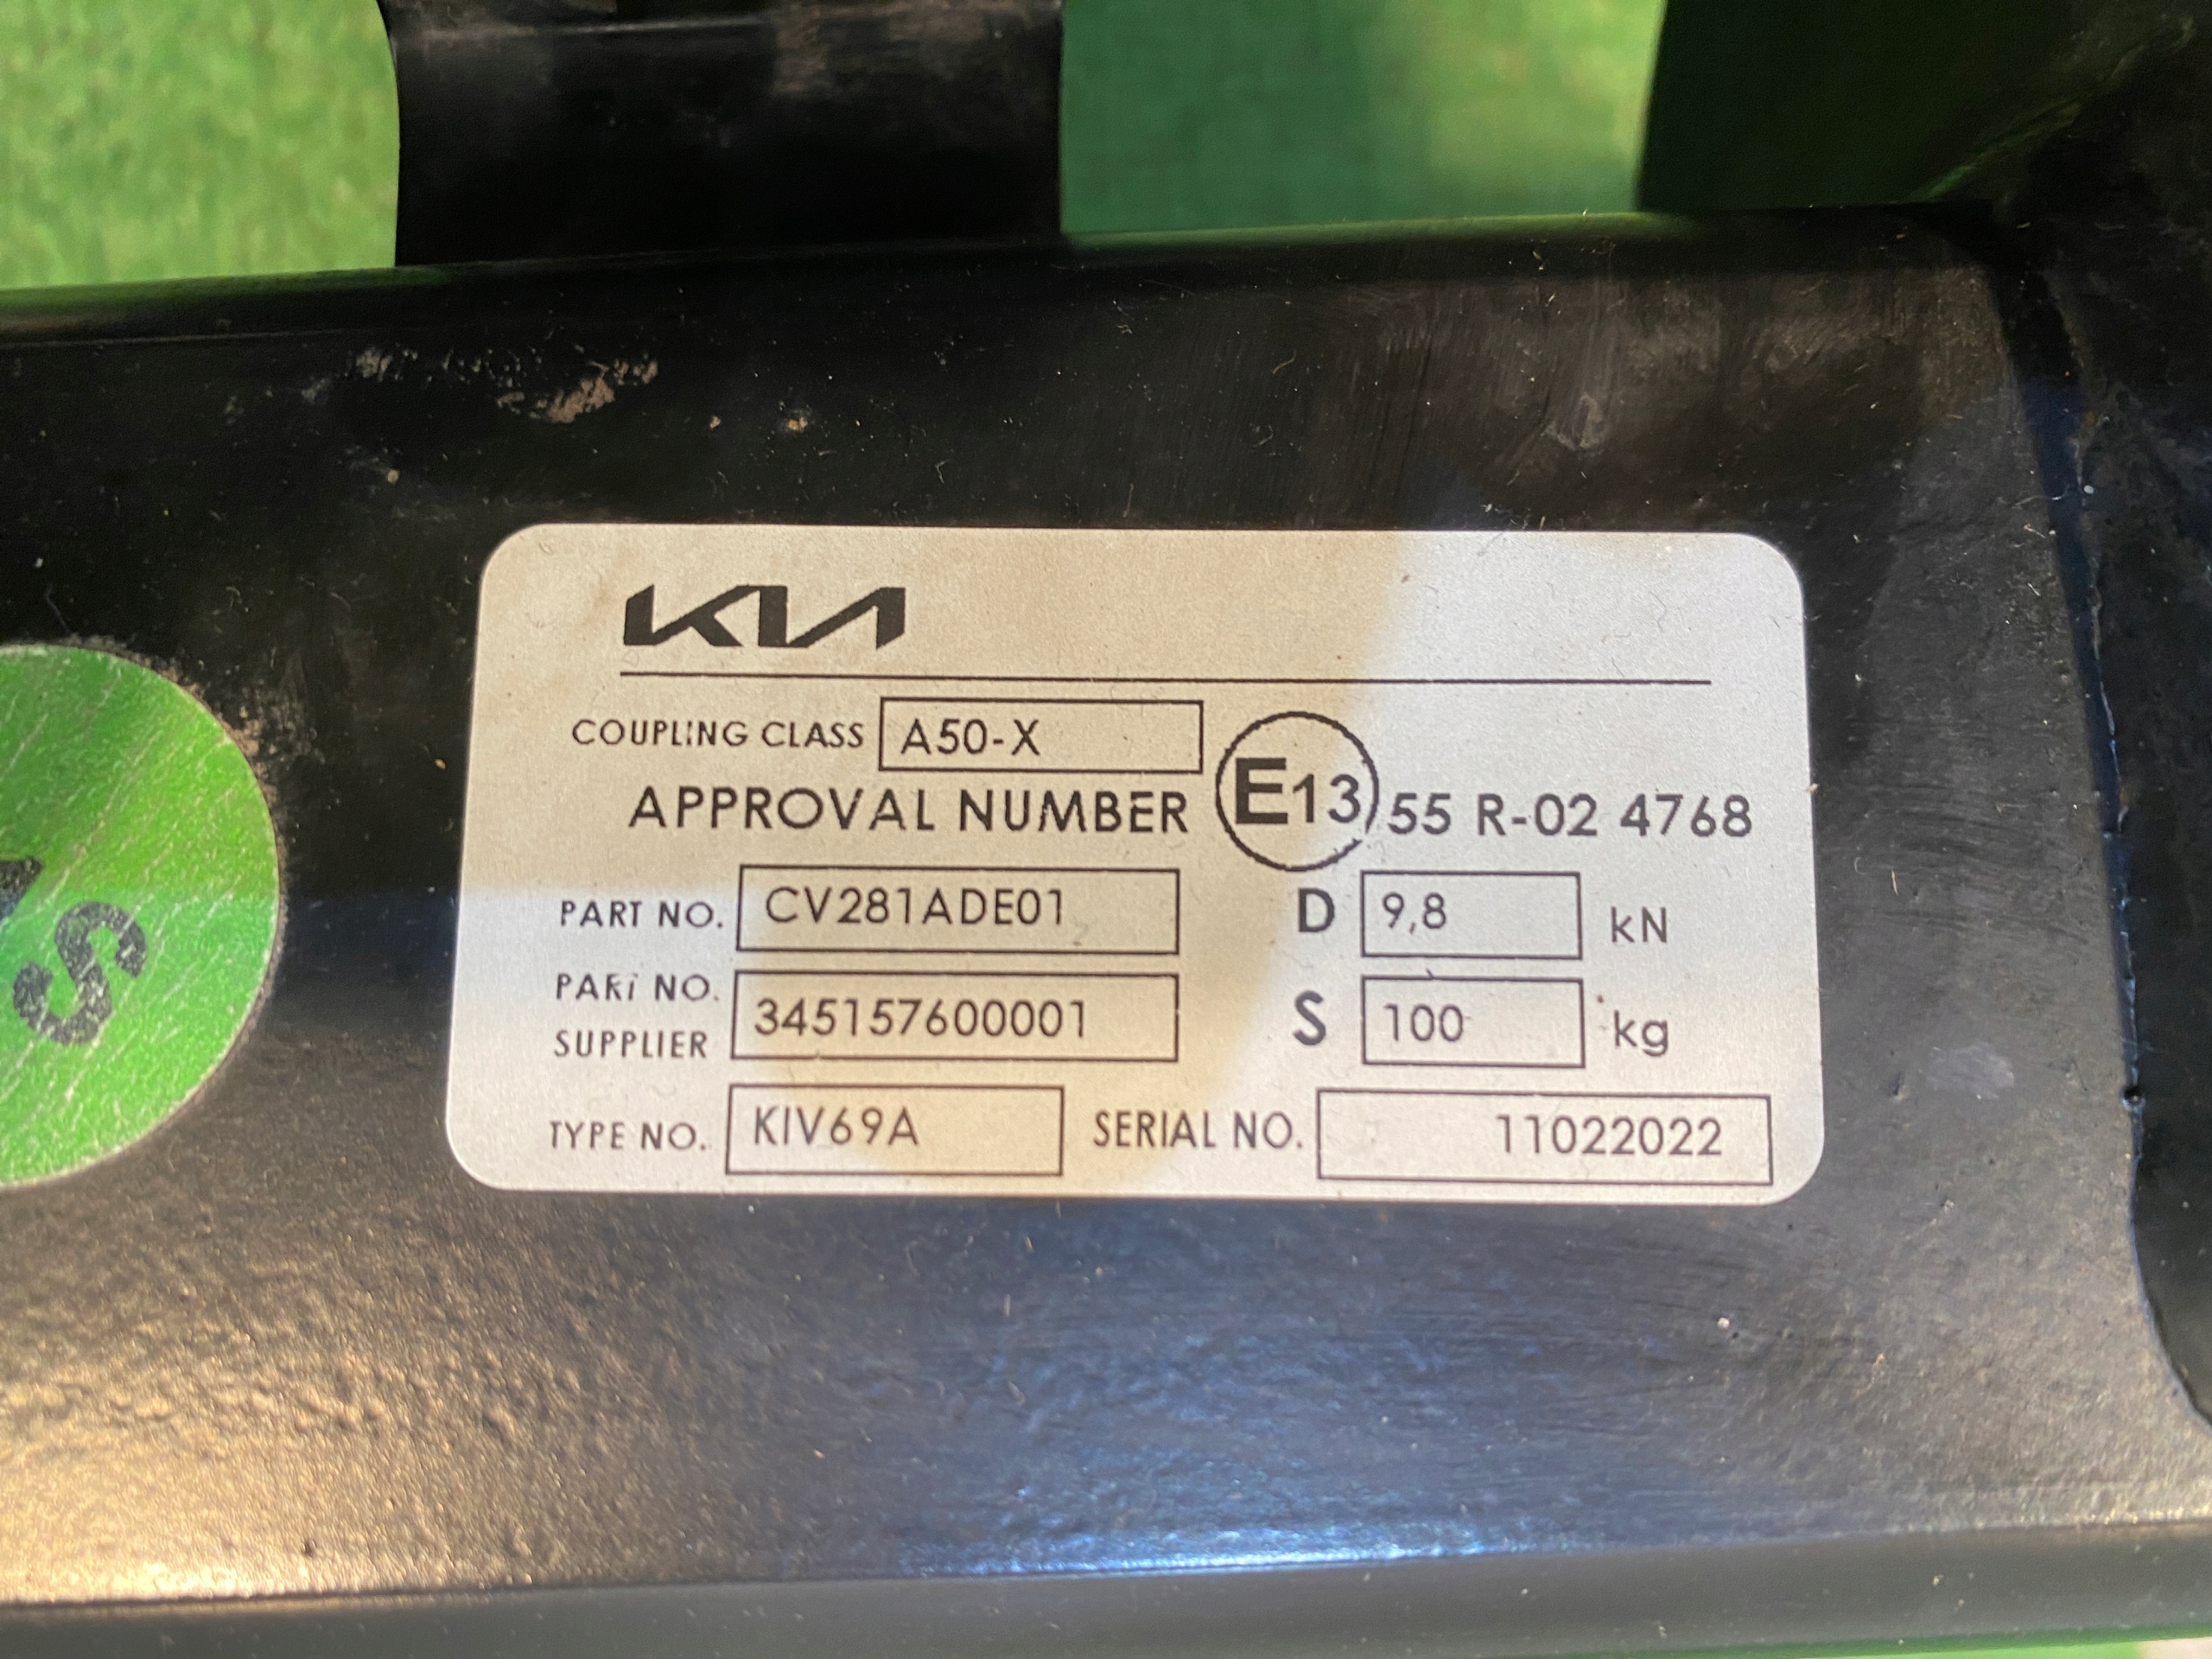 KIA
COUPLING CLASS A50-X
APPROVAL NUMBER E13 55 R-02 4768
PART NO. CV281ADE01 D 9,8 kN
PART NO.
SUPPLIER 345157600001 S 100 kg
TYPE NO. KIV69A SERIAL NO. 11022022